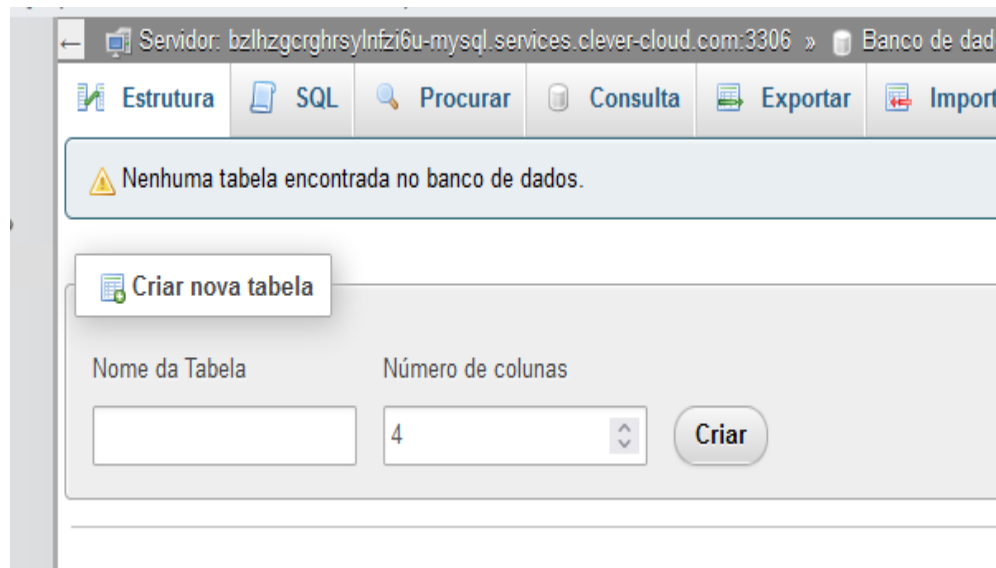 Servidor: bzlhzgcrghrsylnfzi6u-mysql.services.clever-cloud.com:3306 » Banco de dad
Estrutura SQL Procurar Consulta Exportar Import
Nenhuma tabela encontrada no banco de dados.
Criar nova tabela
Nome da Tabela Número de colunas
4 Criar